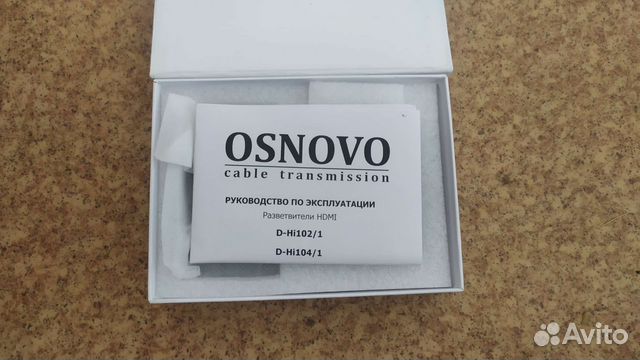 OSNOVO
cable transmission
РУКОВОДСТВО ПО ЭКСПЛУАТАЦИИ
Разветвители HDMI
D-Hi102/1
D-Hi104/1
Avito